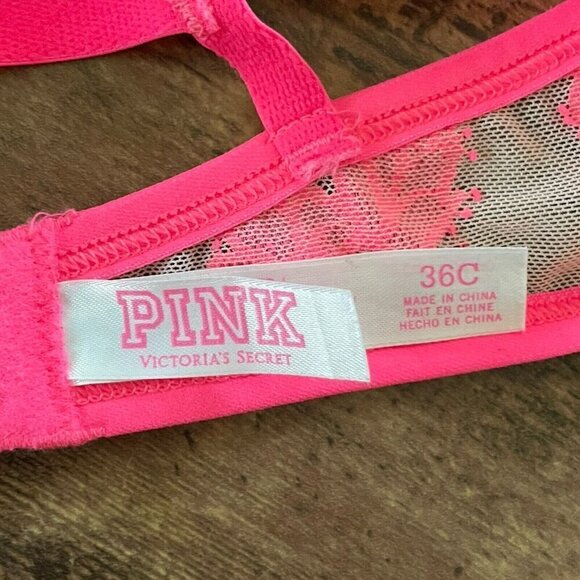 PINK
VICTORIA'S SECRET
36C
MADE IN CHINA
FAIT EN CHINE
HECHO EN CHINA